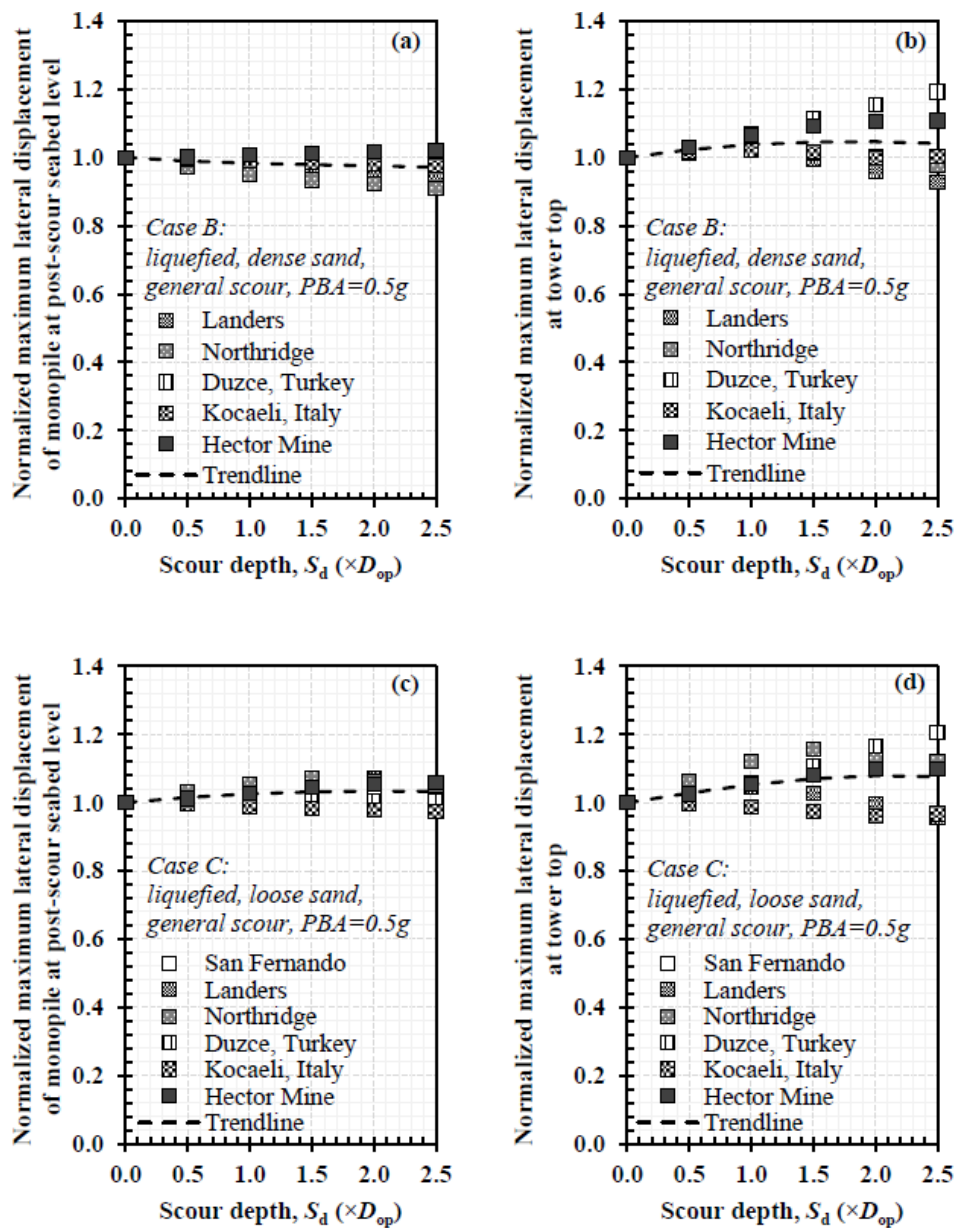 Normalized maximum lateral displacement
of monopile at post-scour seabed level
1.4
1.2
1.0
0.8
0.6
0.4
0.2
0.0
(a)
Case B:
liquefied, dense sand,
general scour, PBA=0.5g
Landers
Northridge
Duzce, Turkey
Kocaeli, Italy
Hector Mine
Trendline
0.0 0.5 1.0 1.5 2.0 2.5
Scour depth, Sd (×Dop)
Normalized maximum lateral displacement
at tower top
1.4
1.2
1.0
0.8
0.6
0.4
0.2
0.0
(b)
Case B:
liquefied, dense sand,
general scour, PBA=0.5g
Landers
Northridge
Duzce, Turkey
Kocaeli, Italy
Hector Mine
Trendline
0.0 0.5 1.0 1.5 2.0 2.5
Scour depth, Sd (×Dop)
Normalized maximum lateral displacement
of monopile at post-scour seabed level
1.4
1.2
1.0
0.8
0.6
0.4
0.2
0.0
(c)
Case C:
liquefied, loose sand,
general scour, PBA=0.5g
San Fernando
Landers
Northridge
Duzce, Turkey
Kocaeli, Italy
Hector Mine
Trendline
0.0 0.5 1.0 1.5 2.0 2.5
Scour depth, Sd (×Dop)
Normalized maximum lateral displacement
at tower top
1.4
1.2
1.0
0.8
0.6
0.4
0.2
0.0
(d)
Case C:
liquefied, loose sand,
general scour, PBA=0.5g
San Fernando
Landers
Northridge
Duzce, Turkey
Kocaeli, Italy
Hector Mine
Trendline
0.0 0.5 1.0 1.5 2.0 2.5
Scour depth, Sd (×Dop)